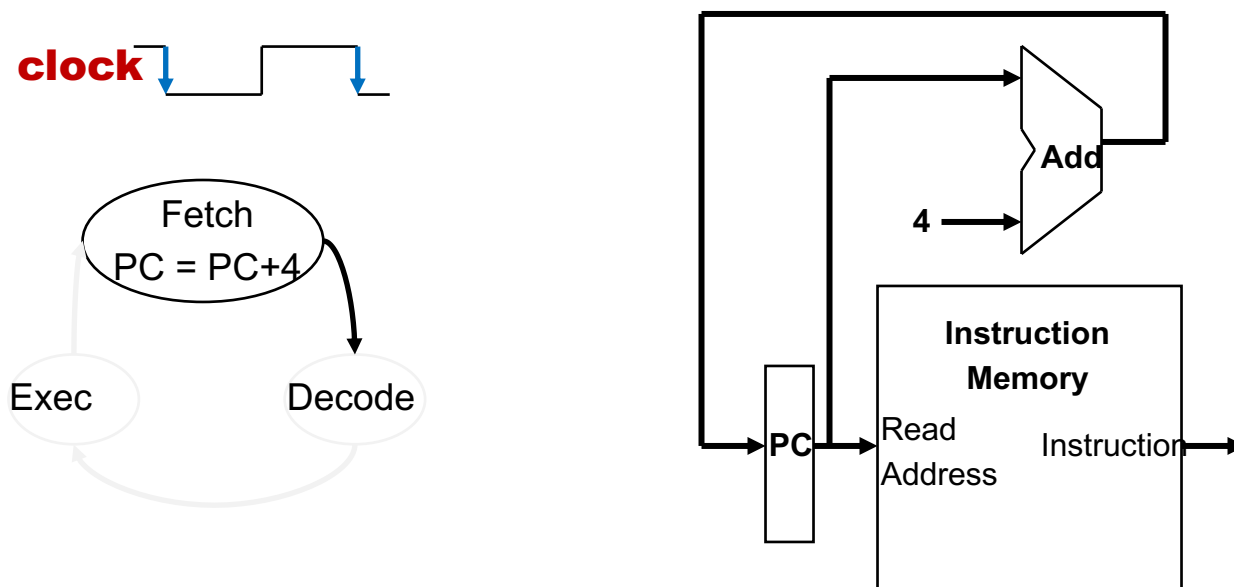 clock
Fetch
PC = PC+4
Exec
Decode
Add
4
Instruction
Memory
PC
Read
Address
Instruction